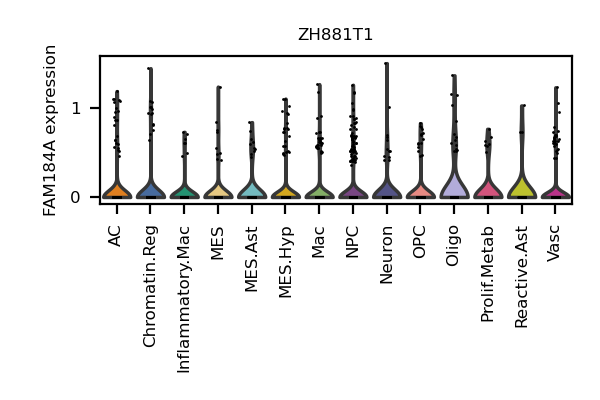 ZH881T1
FAM184A expression
1
0
AC
Chromatin.Reg
Inflammatory.Mac
MES
MES.Ast
MES.Hyp
Mac
NPC
Neuron
OPC
Oligo
Prolif.Metab
Reactive.Ast
Vasc